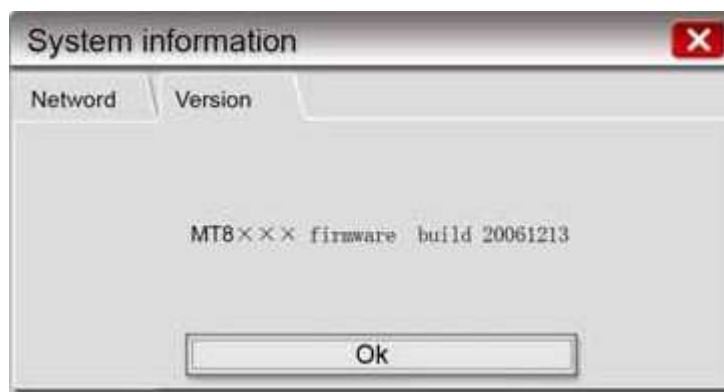 System information
Netword Version
MT8××× firmware build 20061213
Ok